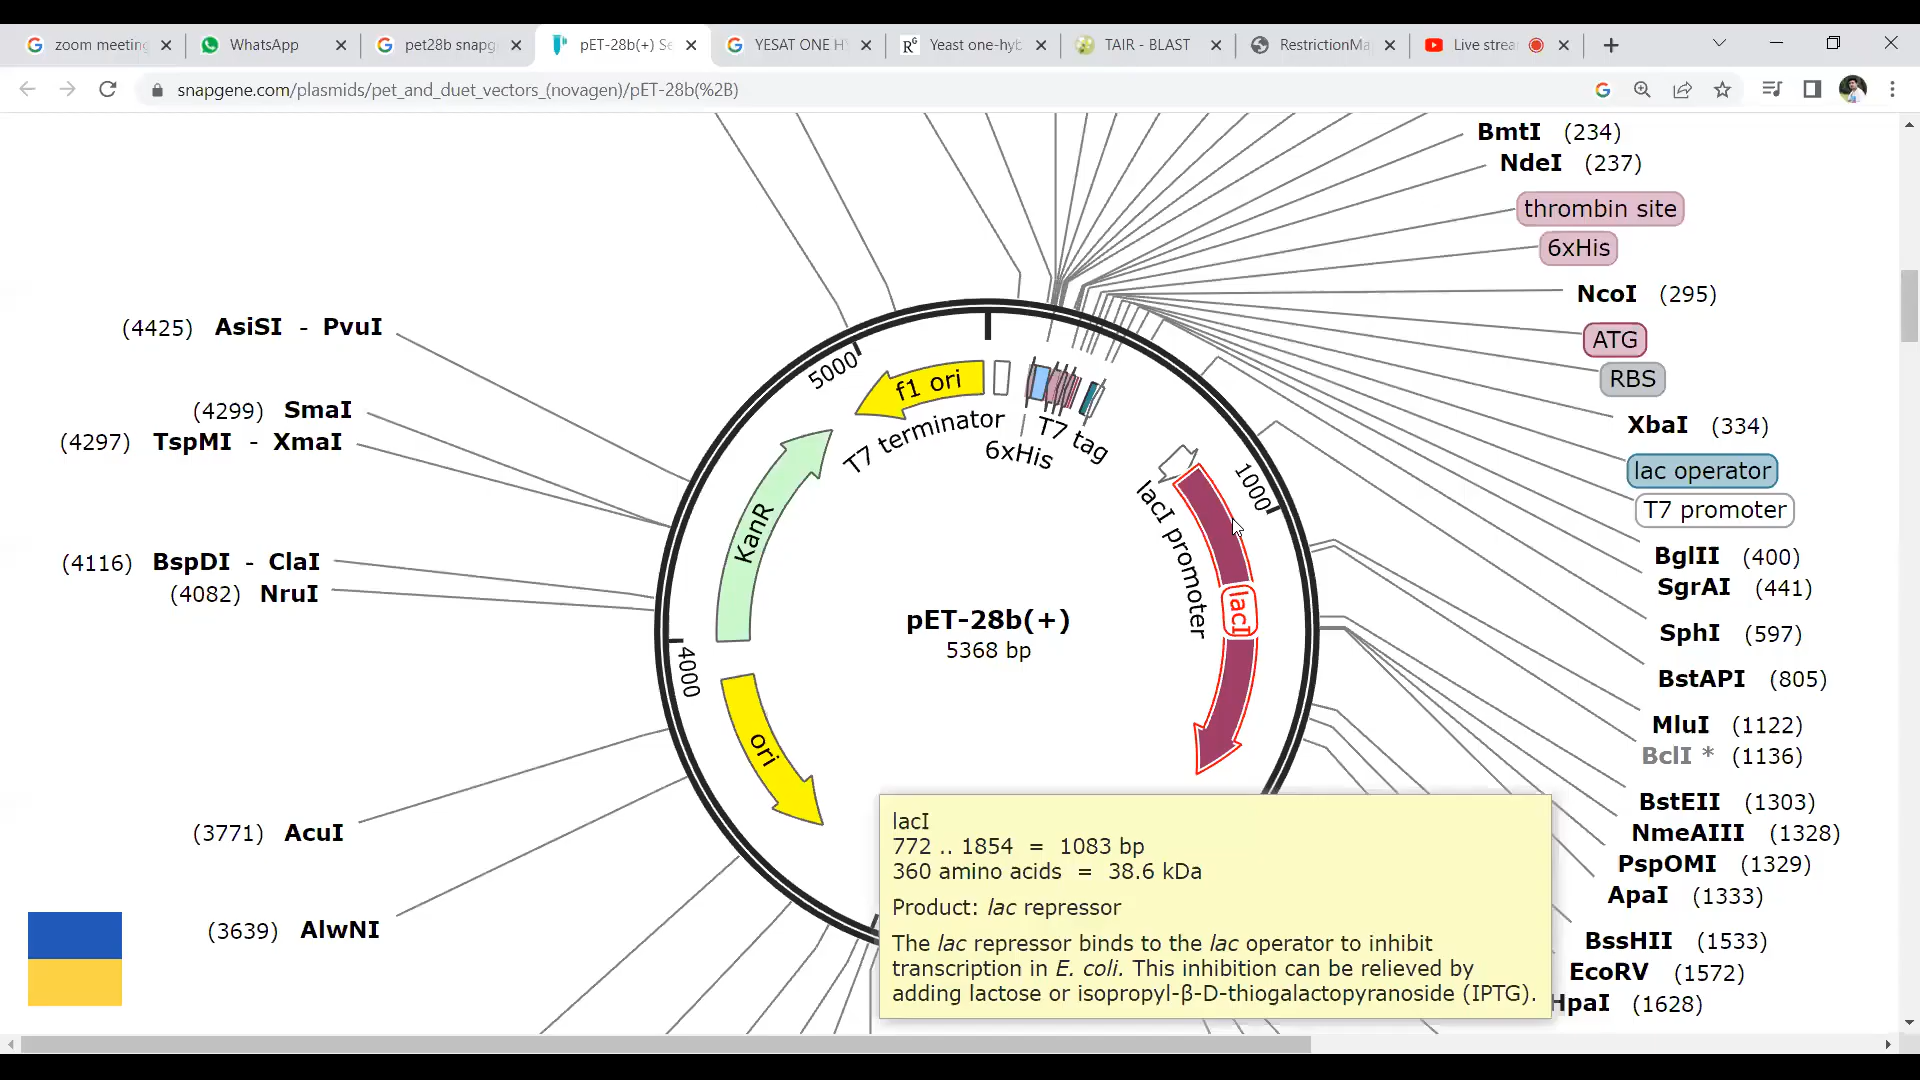 zoom meeting
WhatsApp
pet28b snapg
pET-28b(+) Se
YESAT ONE H
Yeast one-hyb
TAIR - BLAST
RestrictionMa
Live strea
snapgene.com/plasmids/pet_and_duet_vectors_(novagen)/pET-28b(%2B)
BmtI (234)
NdeI (237)
thrombin site
6xHis
NcoI (295)
ATG
RBS
XbaI (334)
lac operator
T7 promoter
BglII (400)
SgrAI (441)
SphI (597)
BstAPI (805)
MluI (1122)
BclI * (1136)
BstEII (1303)
NmeAIII (1328)
PspOMI (1329)
ApaI (1333)
BssHII (1533)
EcoRV (1572)
HpaI (1628)
(4425) AsiSI - PvuI
(4299) SmaI
(4297) TspMI - XmaI
(4116) BspDI - ClaI
(4082) NruI
(3771) AcuI
(3639) AlwNI
5000
f1 ori
T7 terminator
6xHis
T7 tag
1000
KanR
lacI promoter
lacI
4000
ori
pET-28b(+)
5368 bp
lacI
772 .. 1854 = 1083 bp
360 amino acids = 38.6 kDa
Product: lac repressor
The lac repressor binds to the lac operator to inhibit
transcription in E. coli. This inhibition can be relieved by
adding lactose or isopropyl-β-D-thiogalactopyranoside (IPTG).